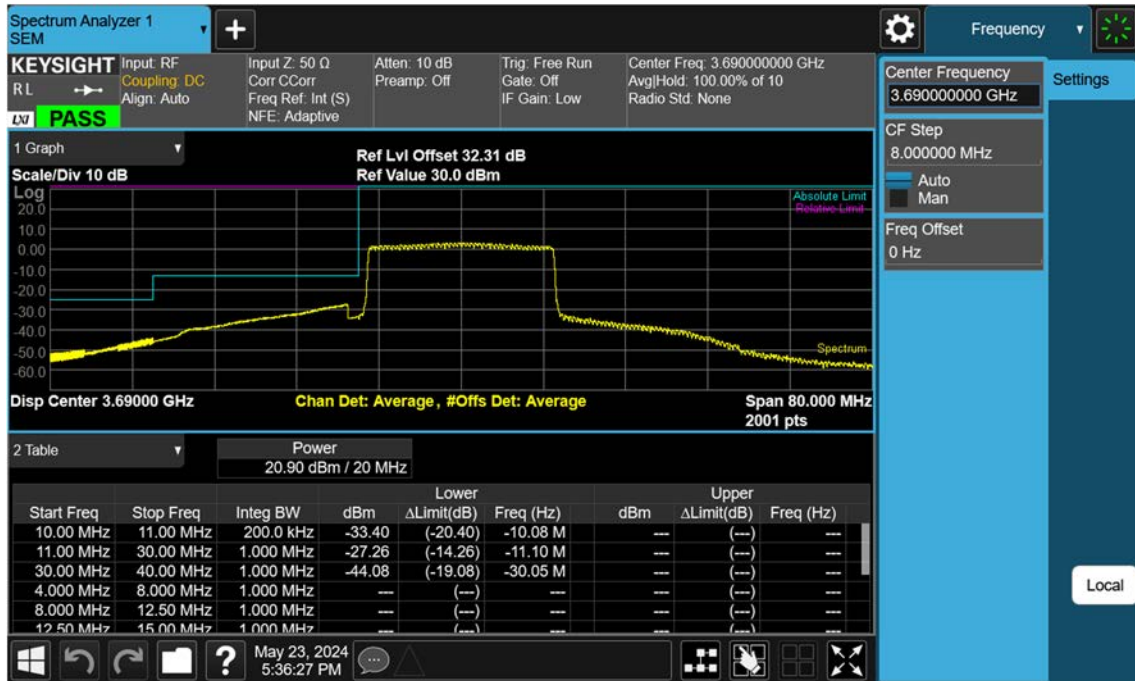 Spectrum Analyzer 1
SEM
+
Frequency
KEYSIGHT
RL
LXI
PASS
Input: RF
Coupling: DC
Align: Auto
Input Z: 50 Ω
Corr CCorr
Freq Ref: Int (S)
NFE: Adaptive
Atten: 10 dB
Preamp: Off
Trig: Free Run
Gate: Off
IF Gain: Low
Center Freq: 3.690000000 GHz
Avg|Hold: 100.00% of 10
Radio Std: None
Center Frequency
3.690000000 GHz
Settings
CF Step
8.000000 MHz
Auto
Man
Freq Offset
0 Hz
Local
1 Graph
Scale/Div 10 dB
Ref Lvl Offset 32.31 dB
Ref Value 30.0 dBm
Log
20.0
10.0
0.00
-10.0
-20.0
-30.0
-40.0
-50.0
-60.0
Absolute Limit
Relative Limit
Spectrum
Disp Center 3.69000 GHz
Chan Det: Average, #Offs Det: Average
Span 80.000 MHz
2001 pts
2 Table
Power
20.90 dBm / 20 MHz
Lower Upper
Start Freq Stop Freq Integ BW dBm ΔLimit(dB) Freq (Hz) dBm ΔLimit(dB) Freq (Hz)
10.00 MHz 11.00 MHz 200.0 kHz -33.40 (-20.40) -10.08 M --- (---) ---
11.00 MHz 30.00 MHz 1.000 MHz -27.26 (-14.26) -11.10 M --- (---) ---
30.00 MHz 40.00 MHz 1.000 MHz -44.08 (-19.08) -30.05 M --- (---) ---
4.000 MHz 8.000 MHz 1.000 MHz --- (---) --- --- (---) ---
8.000 MHz 12.50 MHz 1.000 MHz --- (---) --- --- (---) ---
12.50 MHz 15.00 MHz 1.000 MHz --- (---) --- --- (---) ---
?
May 23, 2024
5:36:27 PM